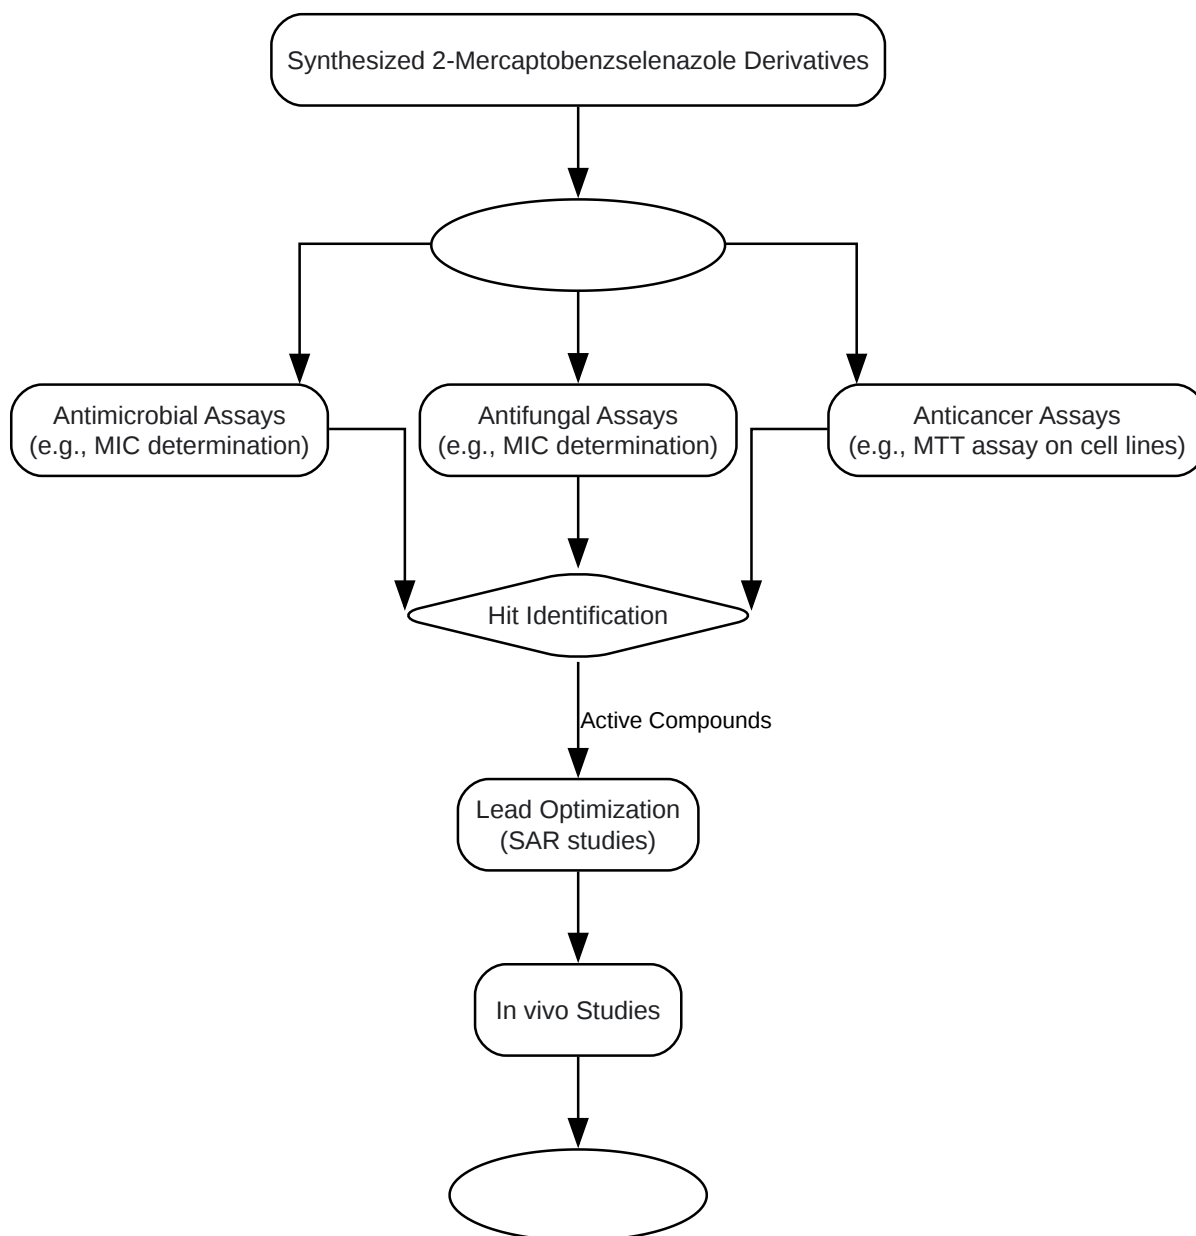 Synthesized 2-Mercaptobenzselenazole Derivatives
Antimicrobial Assays
(e.g., MIC determination)
Antifungal Assays
(e.g., MIC determination)
Anticancer Assays
(e.g., MTT assay on cell lines)
Hit Identification
Active Compounds
Lead Optimization
(SAR studies)
In vivo Studies